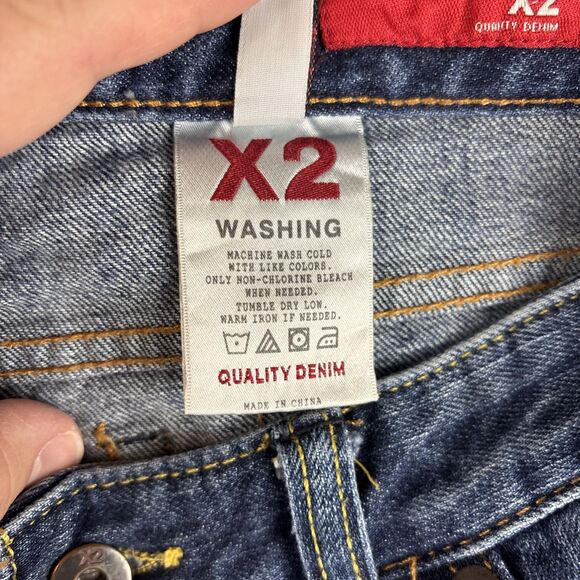 X2
QUALITY DENIM
X2
WASHING
MACHINE WASH COLD
WITH LIKE COLORS.
ONLY NON-CHLORINE BLEACH
WHEN NEEDED.
TUMBLE DRY LOW.
WARM IRON IF NEEDED.
QUALITY DENIM
MADE IN CHINA
X2